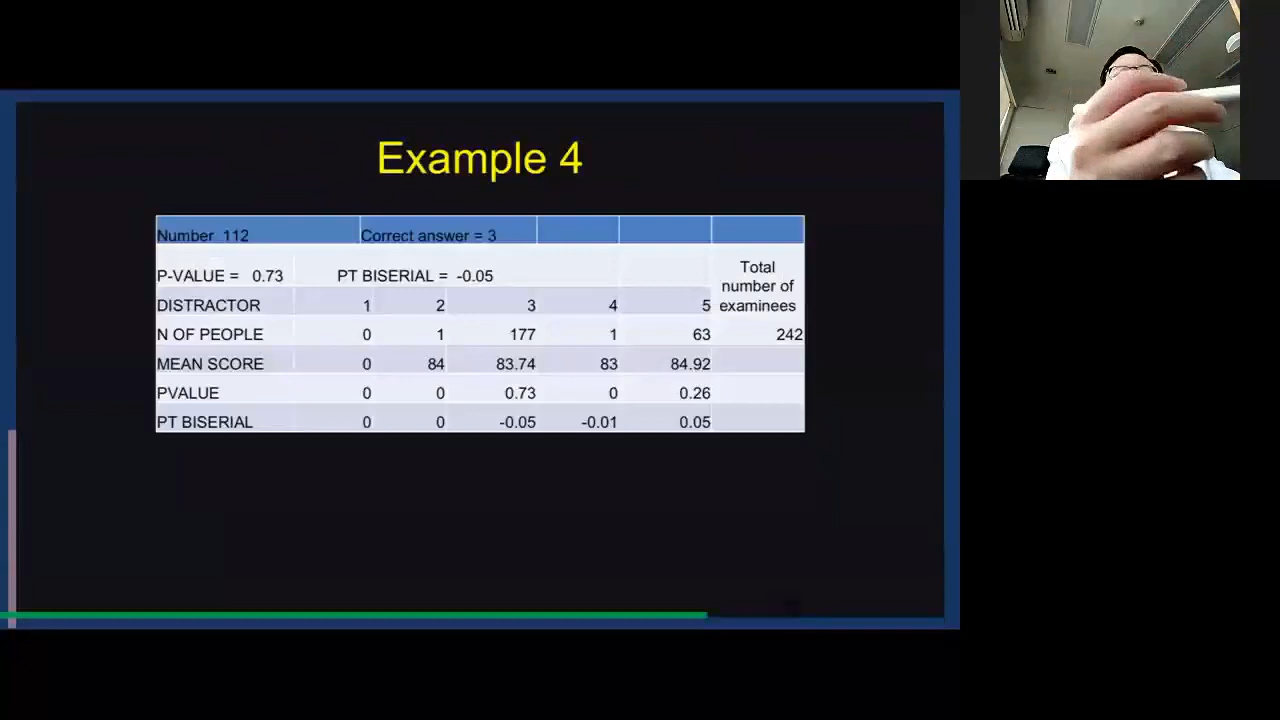 Example 4
Number 112 Correct answer = 3
P-VALUE = 0.73 PT BISERIAL = -0.05 Total number of examinees
DISTRACTOR 1 2 3 4 5
N OF PEOPLE 0 1 177 1 63 242
MEAN SCORE 0 84 83.74 83 84.92
PVALUE 0 0 0.73 0 0.26
PT BISERIAL 0 0 -0.05 -0.01 0.05